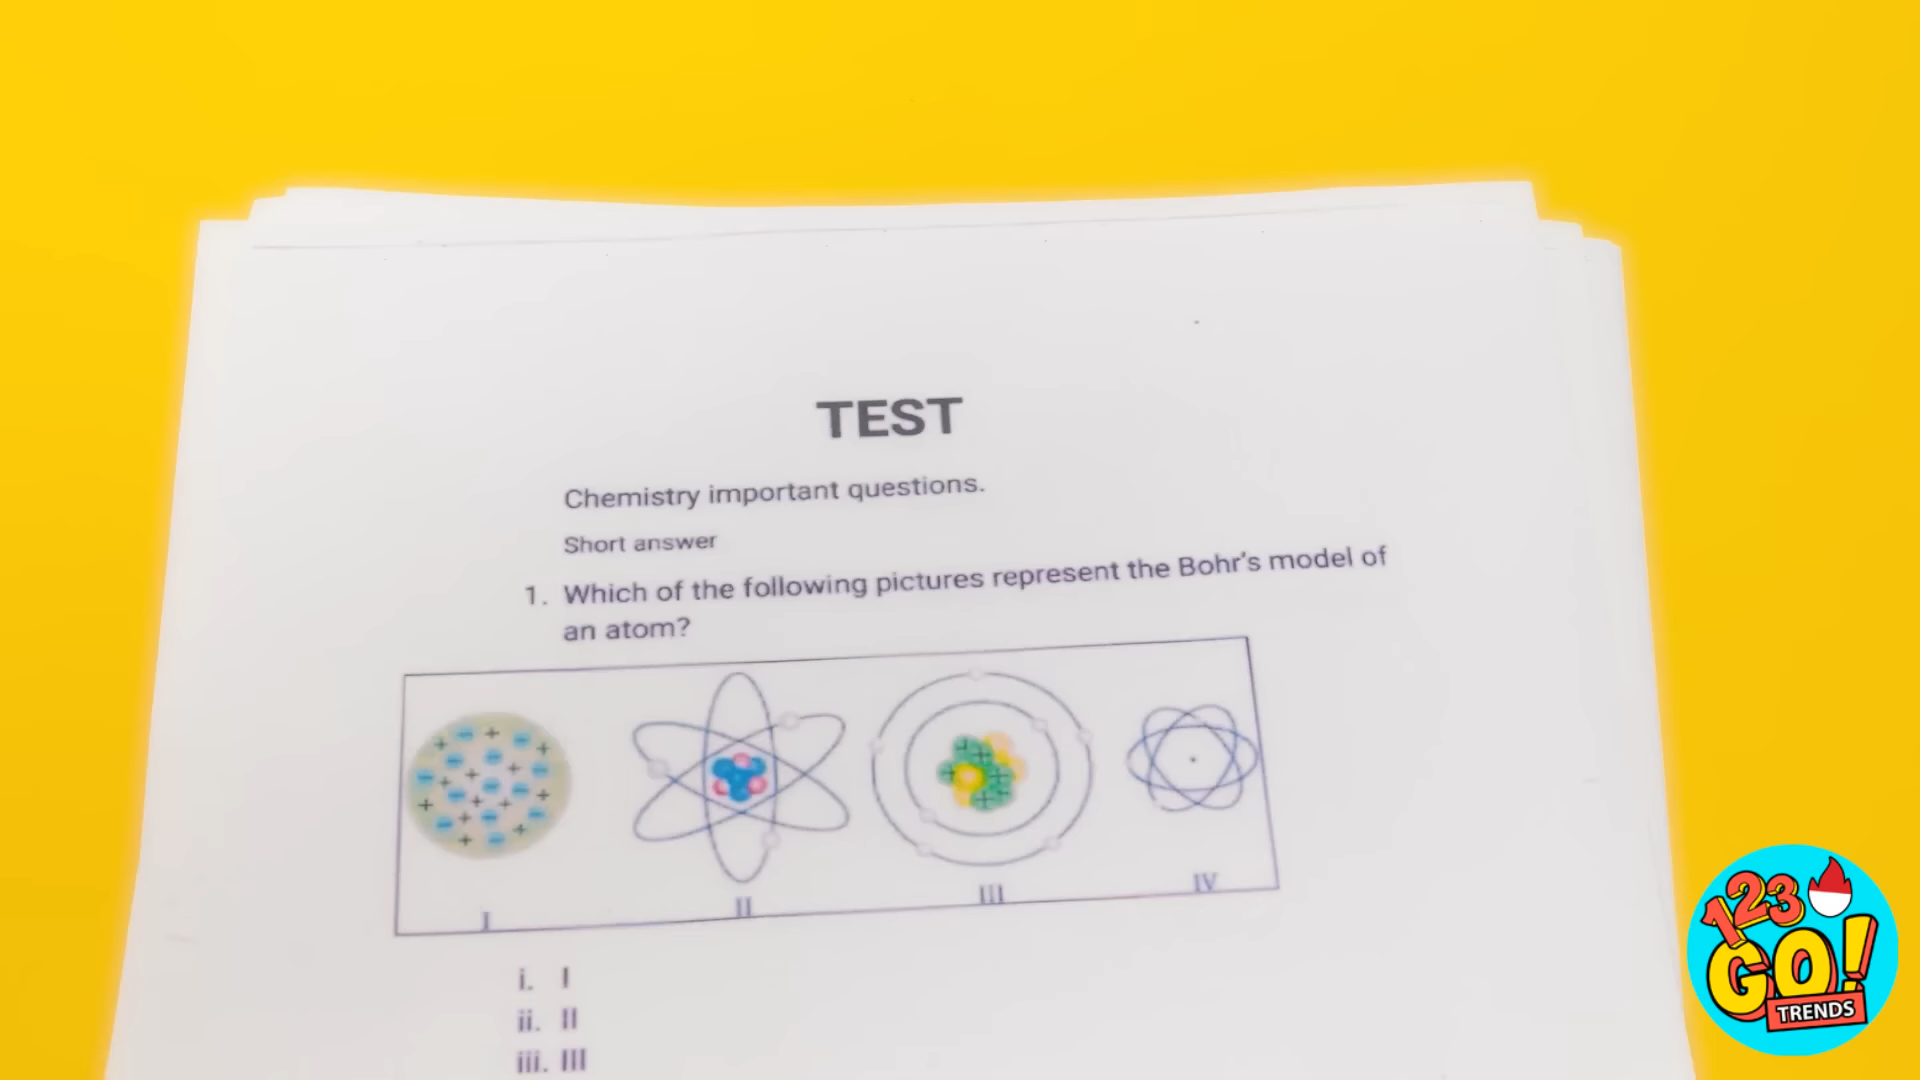 TEST
Chemistry important questions.
Short answer
1. Which of the following pictures represent the Bohr's model of
an atom?
I II III IV
i. I
ii. II
iii. III
123
GO!
TRENDS